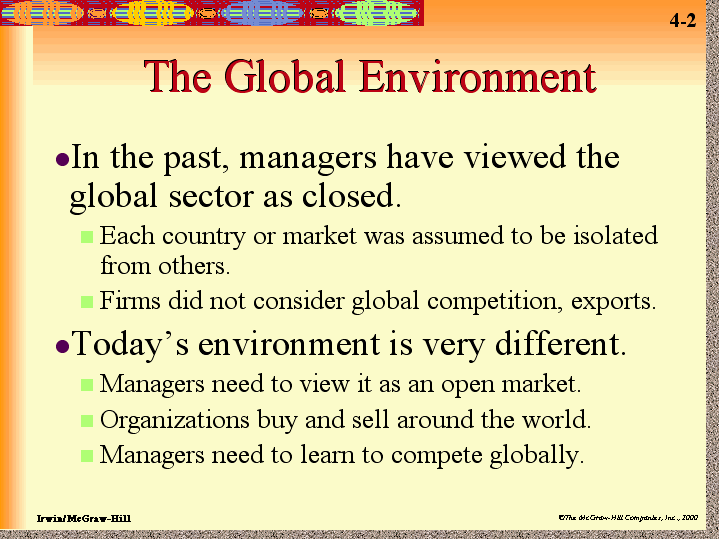 4-2
The Global Environment
In the past, managers have viewed the
global sector as closed.
Each country or market was assumed to be isolated
from others.
Firms did not consider global competition, exports.
Today’s environment is very different.
Managers need to view it as an open market.
Organizations buy and sell around the world.
Managers need to learn to compete globally.
Irwin/McGraw-Hill
©The McGraw-Hill Companies, Inc., 2000